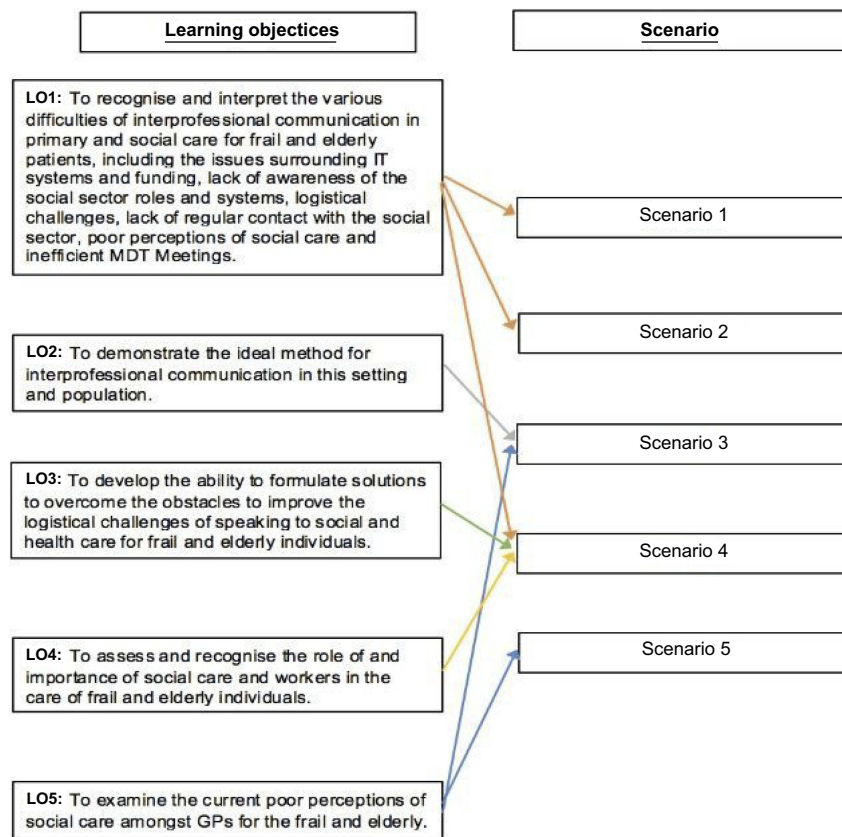 Learning objectices
Scenario
LO1: To recognise and interpret the various
difficulties of interprofessional communication in
primary and social care for frail and elderly
patients, including the issues surrounding IT
systems and funding, lack of awareness of the
social sector roles and systems, logistical
challenges, lack of regular contact with the social
sector, poor perceptions of social care and
inefficient MDT Meetings.
Scenario 1
Scenario 2
LO2: To demonstrate the ideal method for
interprofessional communication in this setting
and population.
Scenario 3
LO3: To develop the ability to formulate solutions
to overcome the obstacles to improve the
logistical challenges of speaking to social and
health care for frail and elderly individuals.
Scenario 4
LO4: To assess and recognise the role of and
importance of social care and workers in the
care of frail and elderly individuals.
Scenario 5
LO5: To examine the current poor perceptions of
social care amongst GPs for the frail and elderly.